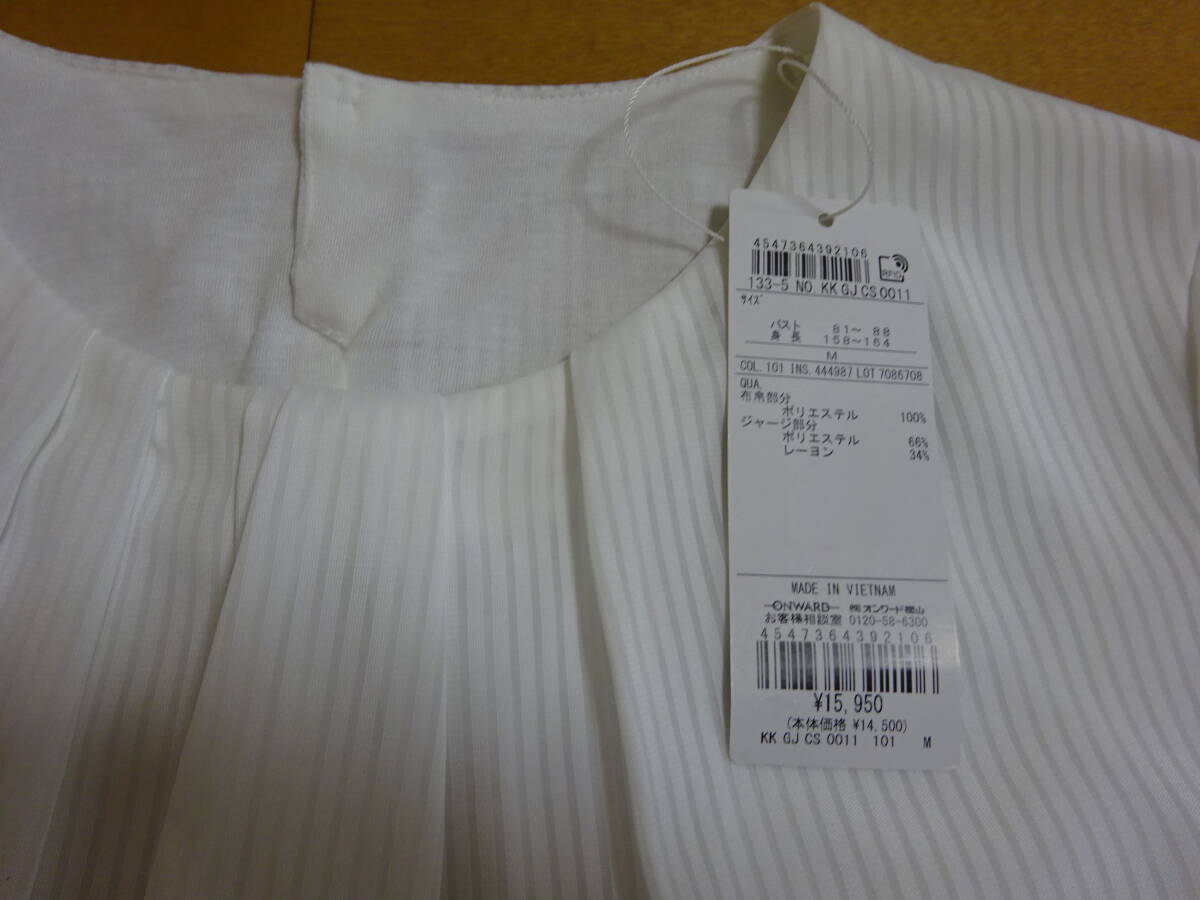 4547364392106
RFID
133-5 NO. KK GJ CS 0011
サイズ
バスト 81～ 88
身長 158～164
M
COL. 101 INS. 444987 LOT 7086708
QUA.
布帛部分
ポリエステル 100%
ジャージ部分
ポリエステル 66%
レーヨン 34%
MADE IN VIETNAM
ONWARD ㈱オンワード樫山
お客様相談室 0120-58-6300
4547364392106
¥15,950
(本体価格 ¥14,500)
KK GJ CS 0011 101 M